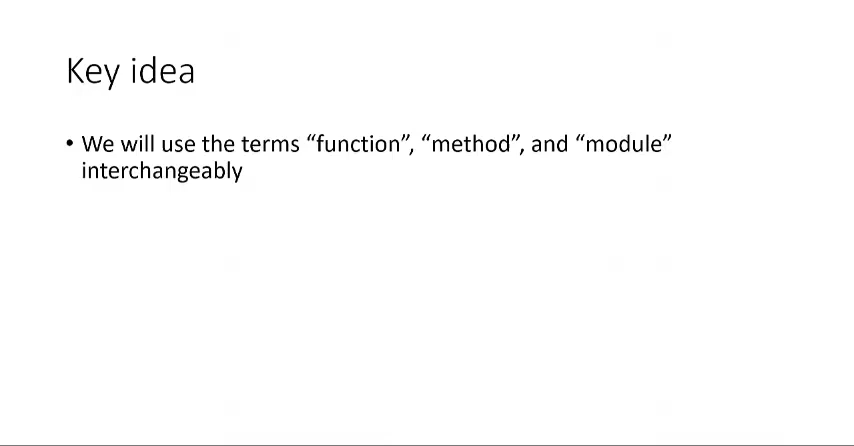 Key idea
• We will use the terms “function”, “method”, and “module”
interchangeably